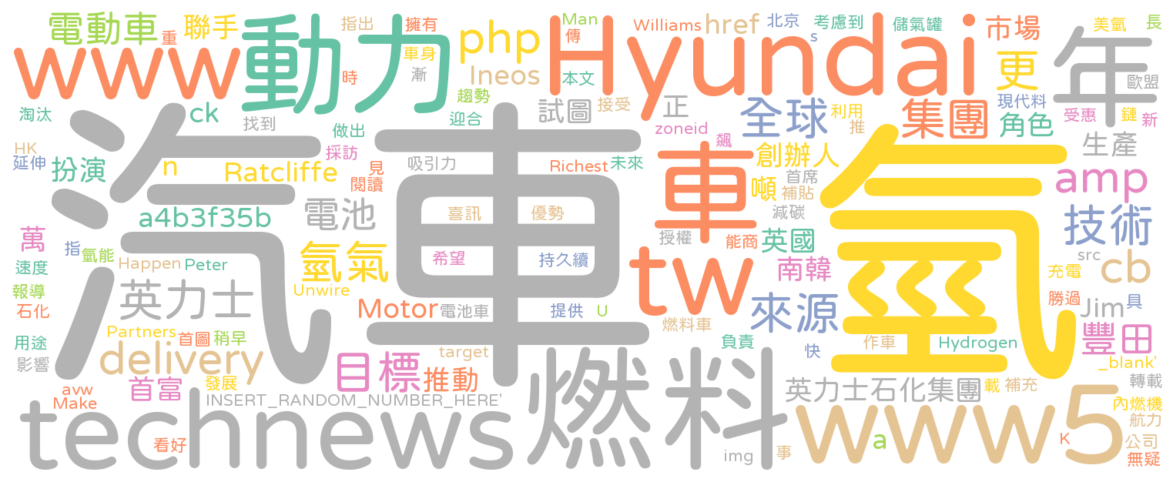 電動車
重
聯手
指出
擁有
Man
Williams
href
北京
考慮到
儲氣罐
市場
美氫
長
www
動力
時
車身
php
傳
Hyundai
s
更
年
歐盟
漸
Ineos
本文
淘汰
ck
找到
做出
趨勢
迎合
試圖
接受
正
全球
集團
現代料
角色
受惠
鏈
新
利用
推
zoneid
飆
HK
延伸
扮演
n
採訪
見
閱讀
吸引力
Richest
未來
車
創辦人
生產
Ratcliffe
噸
首席
補貼
amp
汽車
氫
a4b3f35b
電池
喜訊
優勢
減碳
技術
萬
授權
能商
英國
指
氫能
氫氣
希望
持久續
tw
南韓
src
速度
Happen
Peter
充電
cb
報導
石化
英力士
Unwire
Motor
電池車
提供
U
來源
勝過
具
Jim
用途
Partners
首圖
稍早
燃料車
負責
作車
Hydrogen
豐田
影響
delivery
target
快
_blank'
目標
推動
首富
發展
avw
Make
INSERT_RANDOM_NUMBER_HERE'
英力士石化集團
載
補充
轉載
內燃機
technews
燃料
www5
航力
看好
img
事
a
K
公司
無疑